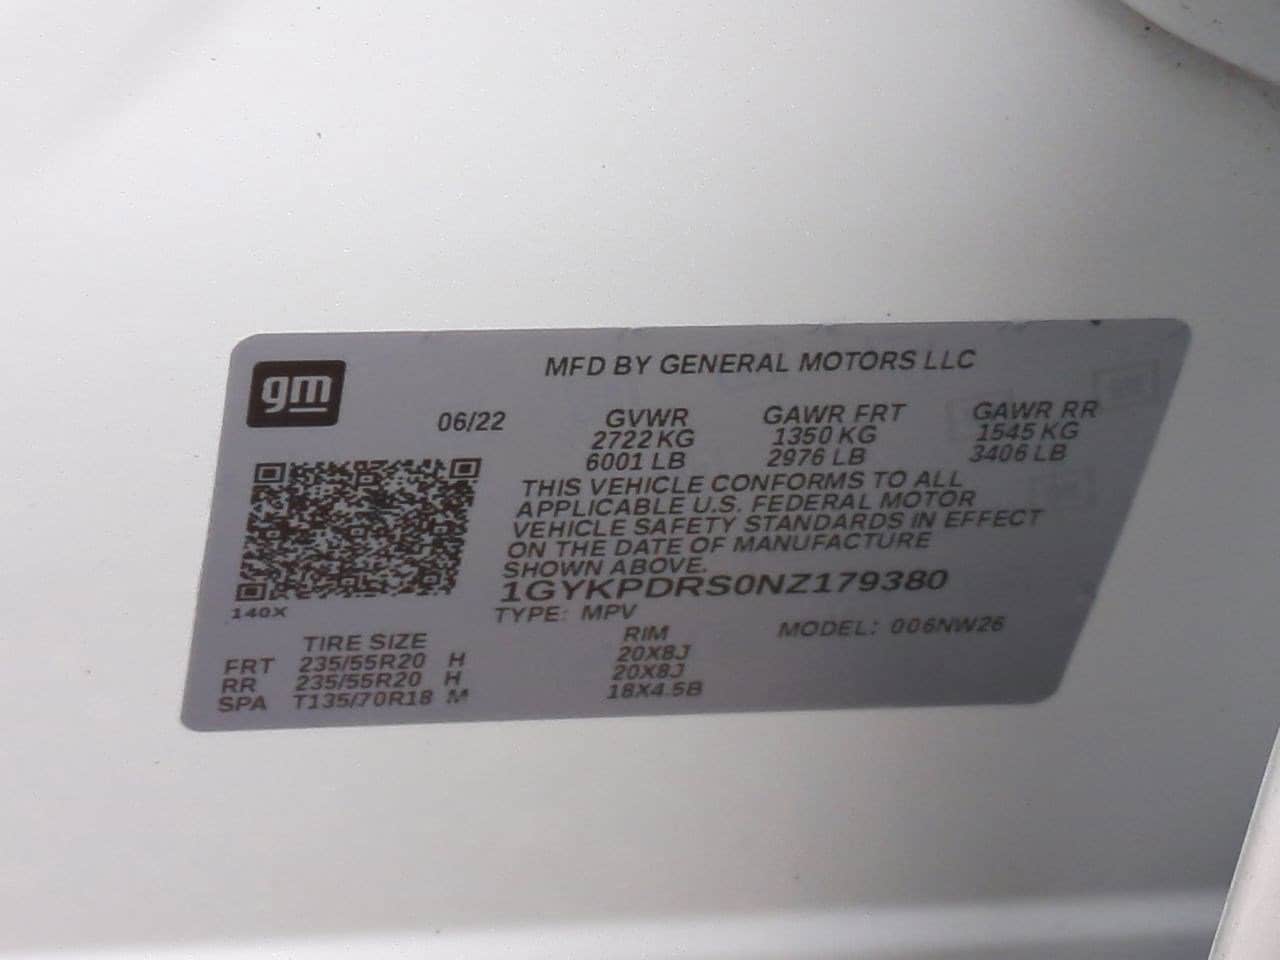 gm
MFD BY GENERAL MOTORS LLC
06/22 GVWR GAWR FRT GAWR RR
2722 KG 1350 KG 1545 KG
6001 LB 2976 LB 3406 LB
THIS VEHICLE CONFORMS TO ALL
APPLICABLE U.S. FEDERAL MOTOR
VEHICLE SAFETY STANDARDS IN EFFECT
ON THE DATE OF MANUFACTURE
SHOWN ABOVE.
1GYKPDRS0NZ179380
140X
TYPE: MPV MODEL: 006NW26
TIRE SIZE RIM
FRT 235/55R20 H 20X8J
RR 235/55R20 H 20X8J
SPA T135/70R18 M 18X4.5B